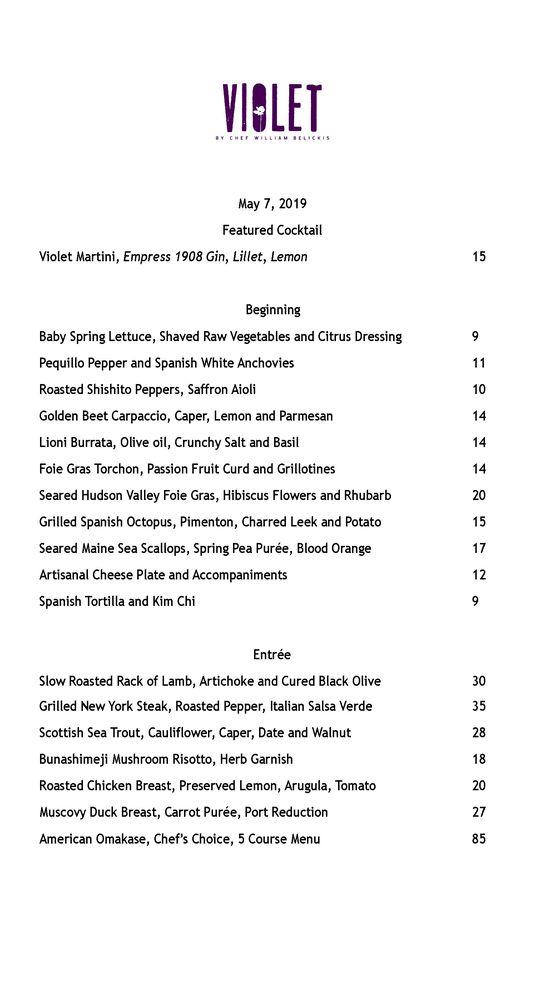 VIOLET
BY CHEF WILLIAM BELICKIS
May 7, 2019
Featured Cocktail
Violet Martini, Empress 1908 Gin, Lillet, Lemon 15
Beginning
Baby Spring Lettuce, Shaved Raw Vegetables and Citrus Dressing 9
Pequillo Pepper and Spanish White Anchovies 11
Roasted Shishito Peppers, Saffron Aioli 10
Golden Beet Carpaccio, Caper, Lemon and Parmesan 14
Lioni Burrata, Olive oil, Crunchy Salt and Basil 14
Foie Gras Torchon, Passion Fruit Curd and Grillotines 14
Seared Hudson Valley Foie Gras, Hibiscus Flowers and Rhubarb 20
Grilled Spanish Octopus, Pimenton, Charred Leek and Potato 15
Seared Maine Sea Scallops, Spring Pea Purée, Blood Orange 17
Artisanal Cheese Plate and Accompaniments 12
Spanish Tortilla and Kim Chi 9
Entrée
Slow Roasted Rack of Lamb, Artichoke and Cured Black Olive 30
Grilled New York Steak, Roasted Pepper, Italian Salsa Verde 35
Scottish Sea Trout, Cauliflower, Caper, Date and Walnut 28
Bunashimeji Mushroom Risotto, Herb Garnish 18
Roasted Chicken Breast, Preserved Lemon, Arugula, Tomato 20
Muscovy Duck Breast, Carrot Purée, Port Reduction 27
American Omakase, Chef's Choice, 5 Course Menu 85